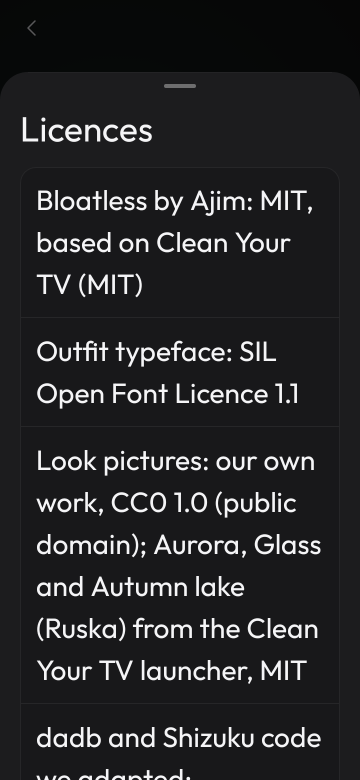 Licences
Bloatless by Ajim: MIT,
based on Clean Your
TV (MIT)
Outfit typeface: SIL
Open Font Licence 1.1
Look pictures: our own
work, CC0 1.0 (public
domain); Aurora, Glass
and Autumn lake
(Ruska) from the Clean
Your TV launcher, MIT
dadb and Shizuku code
we adapted: